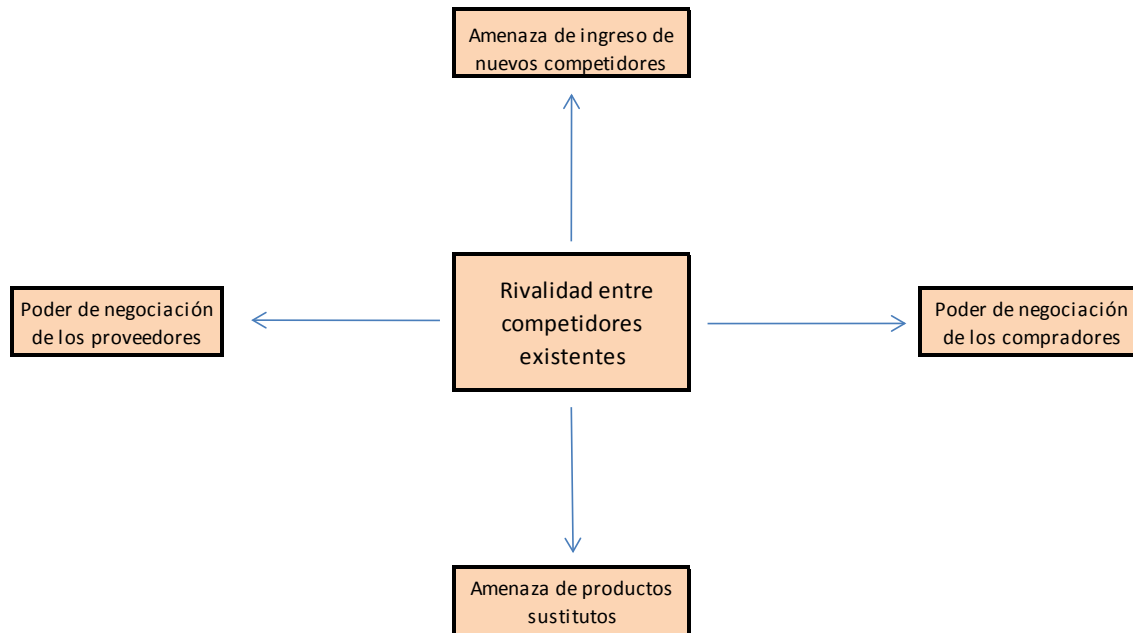 Amenaza de ingreso de
nuevos competidores
Poder de negociación
de los proveedores
Rivalidad entre
competidores
existentes
Poder de negociación
de los compradores
Amenaza de productos
sustitutos